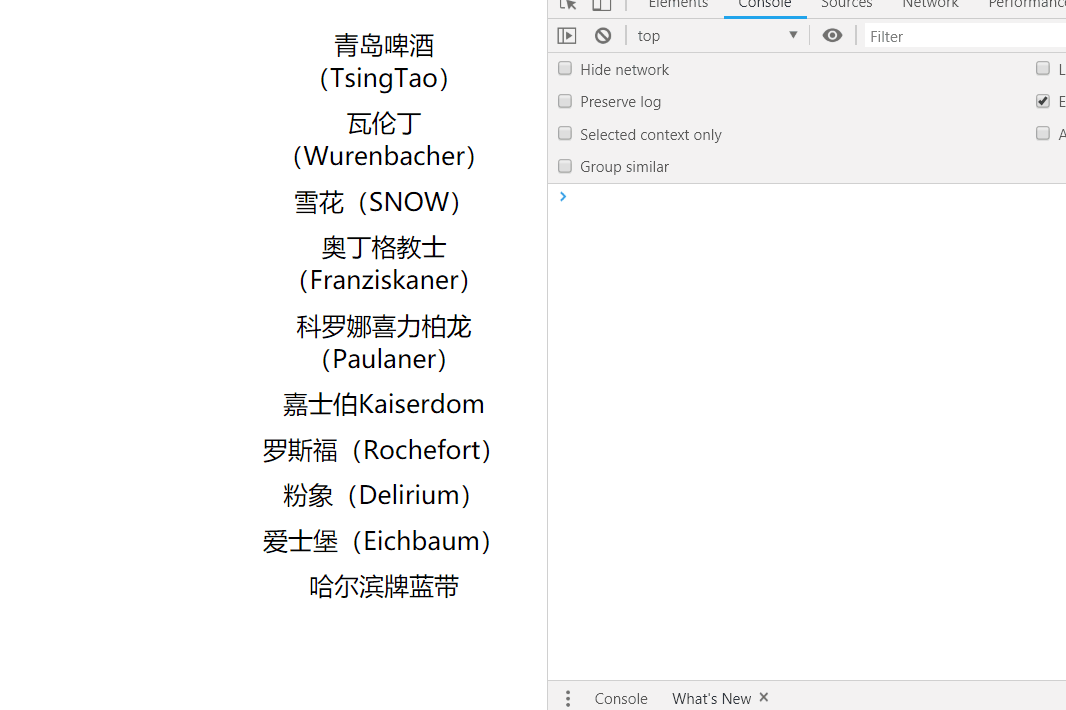 青岛啤酒
（TsingTao）
瓦伦丁
（Wurenbacher）
雪花（SNOW）
奥丁格教士
（Franziskaner）
科罗娜喜力柏龙
（Paulaner）
嘉士伯Kaiserdom
罗斯福（Rochefort）
粉象（Delirium）
爱士堡（Eichbaum）
哈尔滨牌蓝带
Elements Console Sources Network Performance
top Filter
Hide network L
Preserve log E
Selected context only A
Group similar
Console What's New